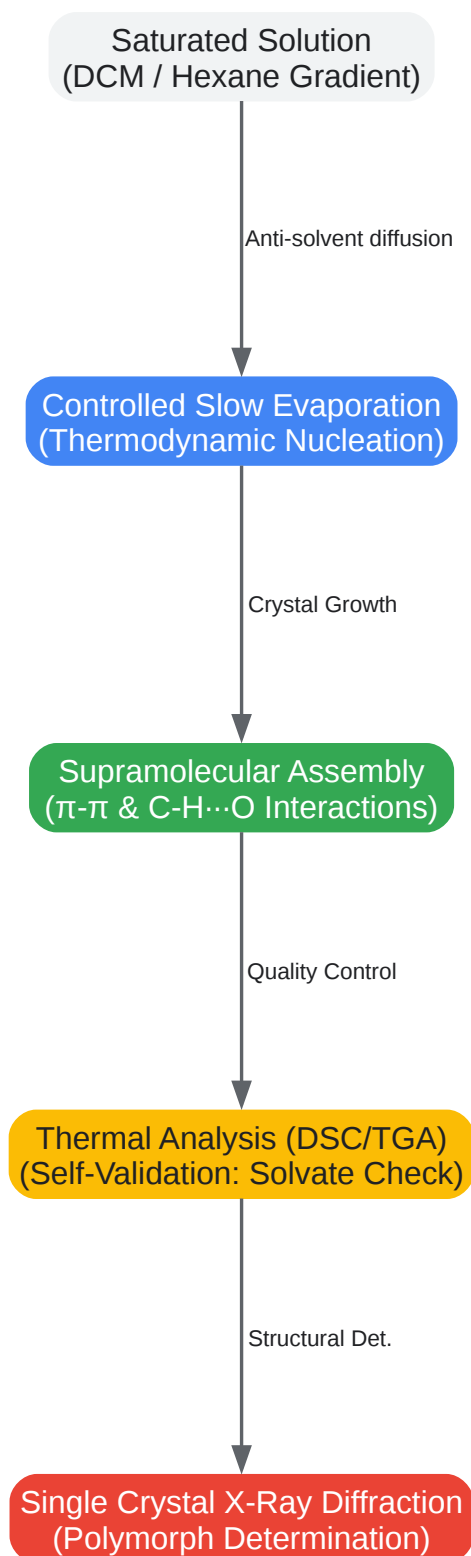 Saturated Solution
(DCM / Hexane Gradient)
Anti-solvent diffusion
Controlled Slow Evaporation
(Thermodynamic Nucleation)
Crystal Growth
Supramolecular Assembly
(π-π & C-H···O Interactions)
Quality Control
Thermal Analysis (DSC/TGA)
(Self-Validation: Solvate Check)
Structural Det.
Single Crystal X-Ray Diffraction
(Polymorph Determination)